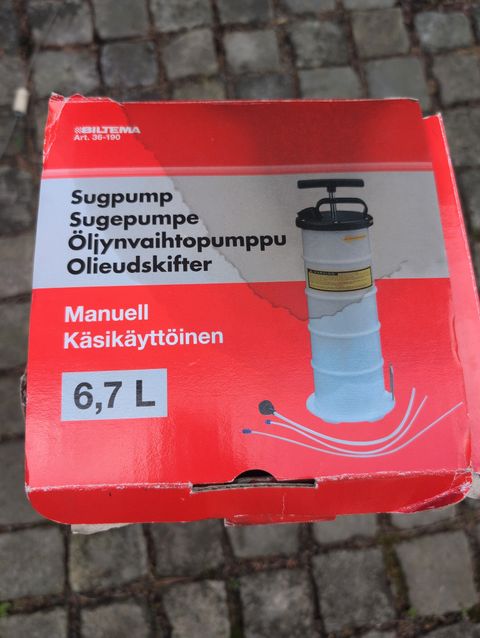 BILTEMA
Art. 36-190
Sugpump
Sugepumpe
Öljynvaihtopumppu
Olieudskifter
Manuell
Käsikäyttöinen
6,7 L